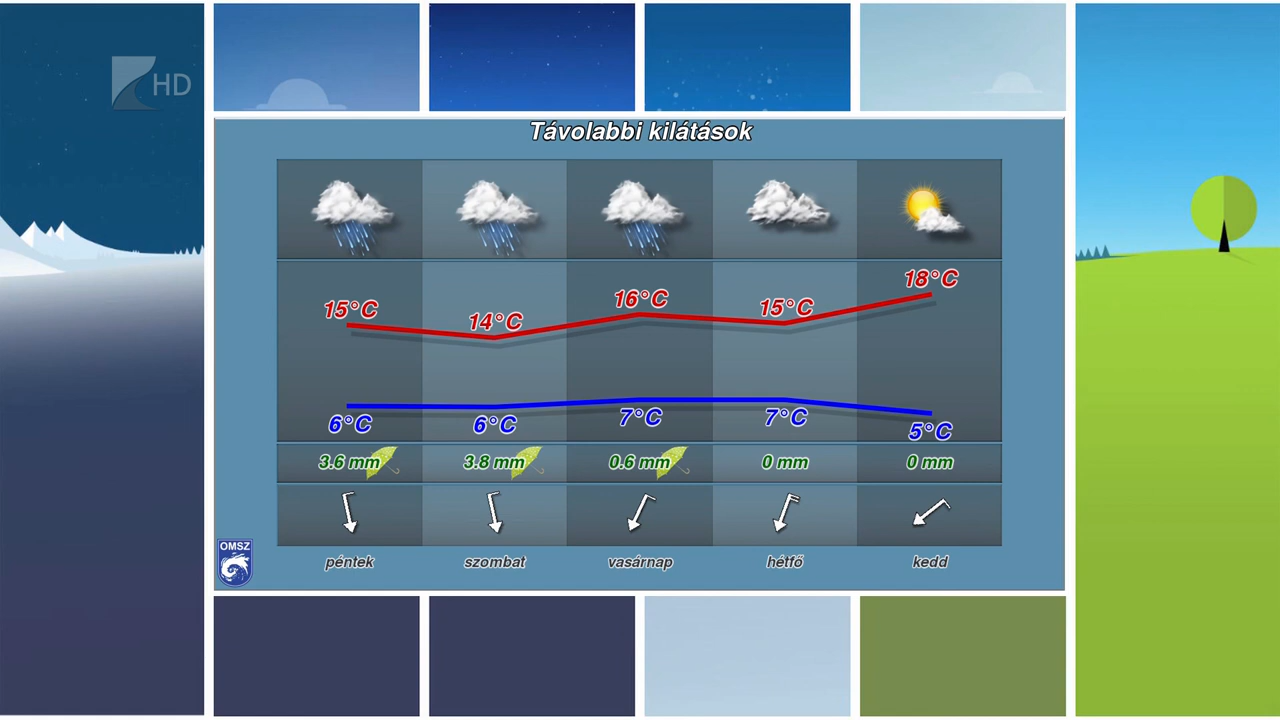 HD
Távolabbi kilátások
15°C 14°C 16°C 15°C 18°C
6°C 6°C 7°C 7°C 5°C
3.6 mm 3.8 mm 0.6 mm 0 mm 0 mm
OMSZ
péntek szombat vasárnap hétfő kedd